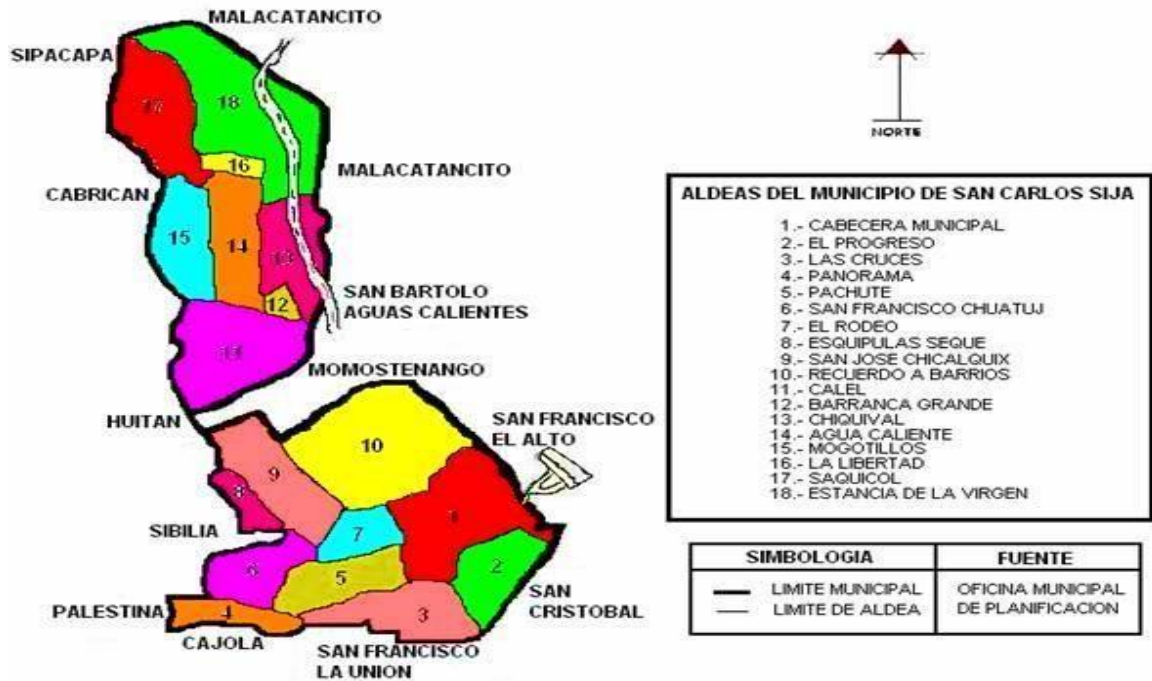 MALACATANCITO
SIPACAPA
17
18
16
MALACATANCITO
CABRICAN
15
14
13
12
SAN BARTOLO
AGUAS CALIENTES
11
MOMOSTENANGO
HUITAN
SAN FRANCISCO
EL ALTO
10
9
8
1
SIBILIA
7
6
5
2
PALESTINA
4
3
SAN
CRISTOBAL
CAJOLA
SAN FRANCISCO
LA UNION
NORTE
ALDEAS DEL MUNICIPIO DE SAN CARLOS SIJA
1.- CABECERA MUNICIPAL
2.- EL PROGRESO
3.- LAS CRUCES
4.- PANORAMA
5.- PACHUTE
6.- SAN FRANCISCO CHUATUJ
7.- EL RODEO
8.- ESQUIPULAS SEQUE
9.- SAN JOSE CHICALQUIX
10.- RECUERDO A BARRIOS
11.- CALEL
12.- BARRANCA GRANDE
13.- CHIQUIVAL
14.- AGUA CALIENTE
15.- MOGOTILLOS
16.- LA LIBERTAD
17.- SAQUICOL
18.- ESTANCIA DE LA VIRGEN
SIMBOLOGIA
LIMITE MUNICIPAL
LIMITE DE ALDEA
FUENTE
OFICINA MUNICIPAL
DE PLANIFICACION